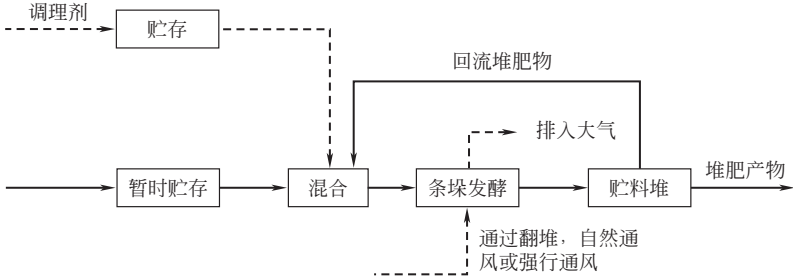 调理剂
贮存
回流堆肥物
排入大气
暂时贮存
混合
条垛发酵
贮料堆
堆肥产物
通过翻堆，自然通
风或强行通风